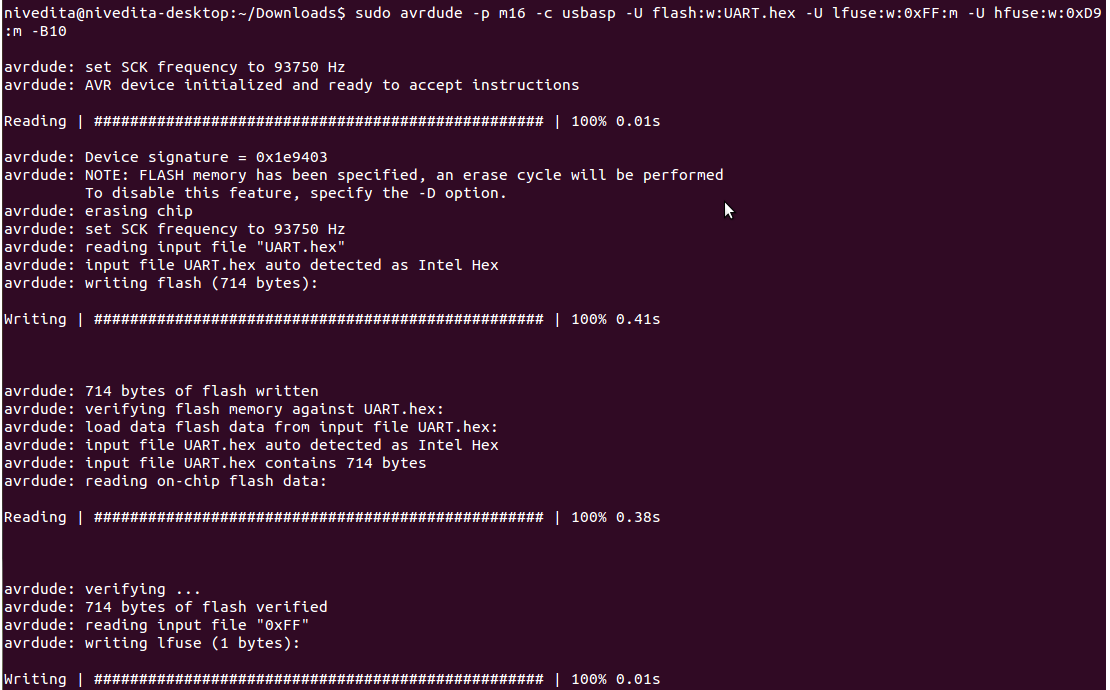 nivedita@nivedita-desktop:~/Downloads$ sudo avrdude -p m16 -c usbasp -U flash:w:UART.hex -U lfuse:w:0xFF:m -U hfuse:w:0xD9
:m -B10
avrdude: set SCK frequency to 93750 Hz
avrdude: AVR device initialized and ready to accept instructions
Reading | ################################################## | 100% 0.01s
avrdude: Device signature = 0x1e9403
avrdude: NOTE: FLASH memory has been specified, an erase cycle will be performed
         To disable this feature, specify the -D option.
avrdude: erasing chip
avrdude: set SCK frequency to 93750 Hz
avrdude: reading input file "UART.hex"
avrdude: input file UART.hex auto detected as Intel Hex
avrdude: writing flash (714 bytes):
Writing | ################################################## | 100% 0.41s
avrdude: 714 bytes of flash written
avrdude: verifying flash memory against UART.hex:
avrdude: load data flash data from input file UART.hex:
avrdude: input file UART.hex auto detected as Intel Hex
avrdude: input file UART.hex contains 714 bytes
avrdude: reading on-chip flash data:
Reading | ################################################## | 100% 0.38s
avrdude: verifying ...
avrdude: 714 bytes of flash verified
avrdude: reading input file "0xFF"
avrdude: writing lfuse (1 bytes):
Writing | ################################################## | 100% 0.01s